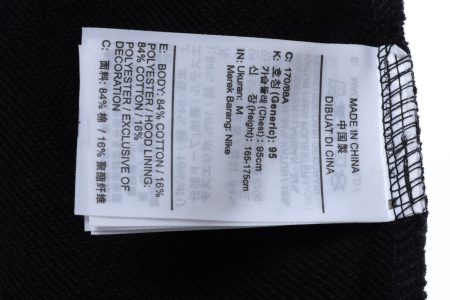 MADE IN CHINA
中国製
DIBUAT DI CINA
C: 170/88A
K: 호칭(Generic): 95
가슴둘레(Chest): 95cm
신 장(Height): 165-175cm
IN: Ukuran: M
Merek Barang: Nike
E: BODY: 84% COTTON / 16%
POLYESTER / HOOD LINING:
84% COTTON / 16%
POLYESTER / EXCLUSIVE OF
DECORATION
C: 面料: 84% 棉 / 16% 聚酯纤维